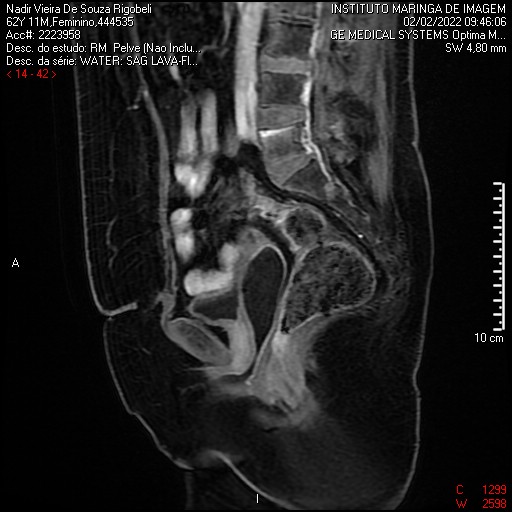 Nadir Vieira De Souza Rigobeli
62Y 11M,Feminino,444535
Acc#: 2223958
Desc. do estudo: RM  Pelve (Nao Inclu...
Desc. da série: WATER: SAG LAVA-Fl...
< 14 - 42 >
INSTITUTO MARINGA DE IMAGEM
02/02/2022 09:46:06
GE MEDICAL SYSTEMS Optima M...
SW 4,80 mm
A
10 cm
I
C 1299
W 2598